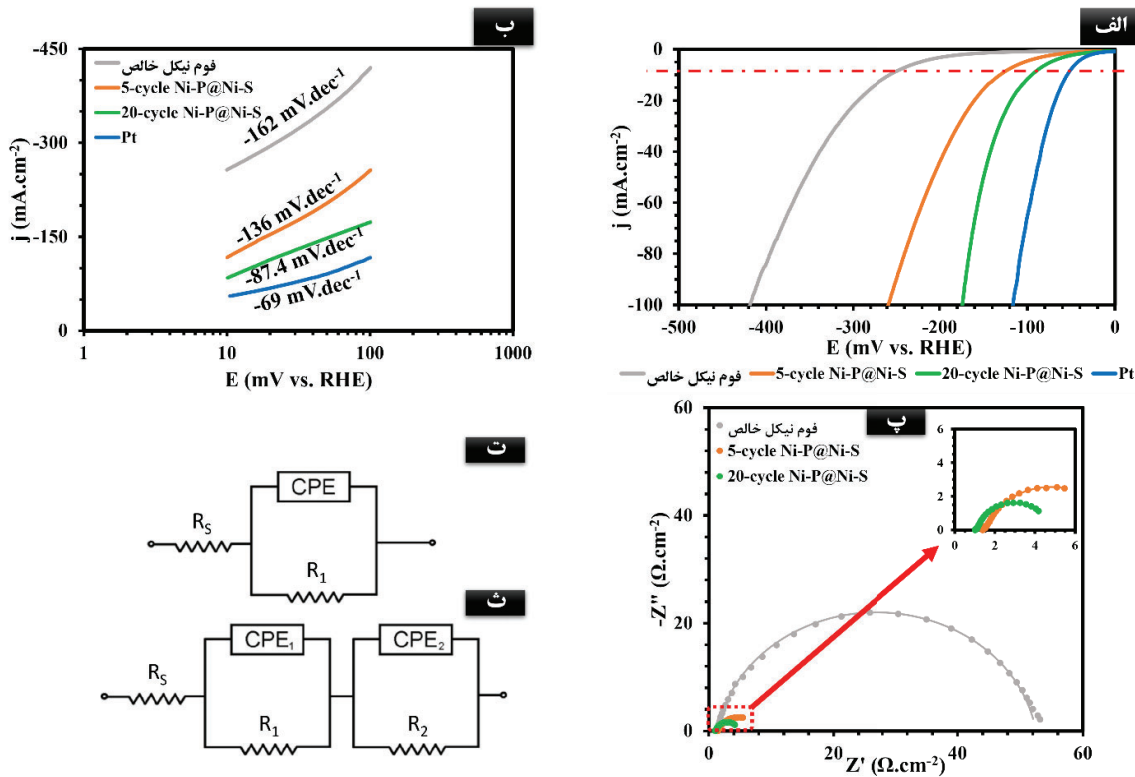 الف
0
-20
-40
-60
-80
-100
j (mA.cm-2)
-500 -400 -300 -200 -100 0
E (mV vs. RHE)
فوم نیکل خالص 5-cycle Ni-P@Ni-S 20-cycle Ni-P@Ni-S Pt
ب
-450
-300
-150
0
j (mA.cm-2)
فوم نیکل خالص
5-cycle Ni-P@Ni-S
20-cycle Ni-P@Ni-S
Pt
-162 mV.dec-1
-136 mV.dec-1
-87.4 mV.dec-1
-69 mV.dec-1
1 10 100 1000
E (mV vs. RHE)
پ
60
40
20
0
-Z'' (Ω.cm-2)
فوم نیکل خالص
5-cycle Ni-P@Ni-S
20-cycle Ni-P@Ni-S
6
4
2
0
0 2 4 6
0 20 40 60
Z' (Ω.cm-2)
ت
CPE
RS
R1
ث
CPE1 CPE2
RS
R1 R2